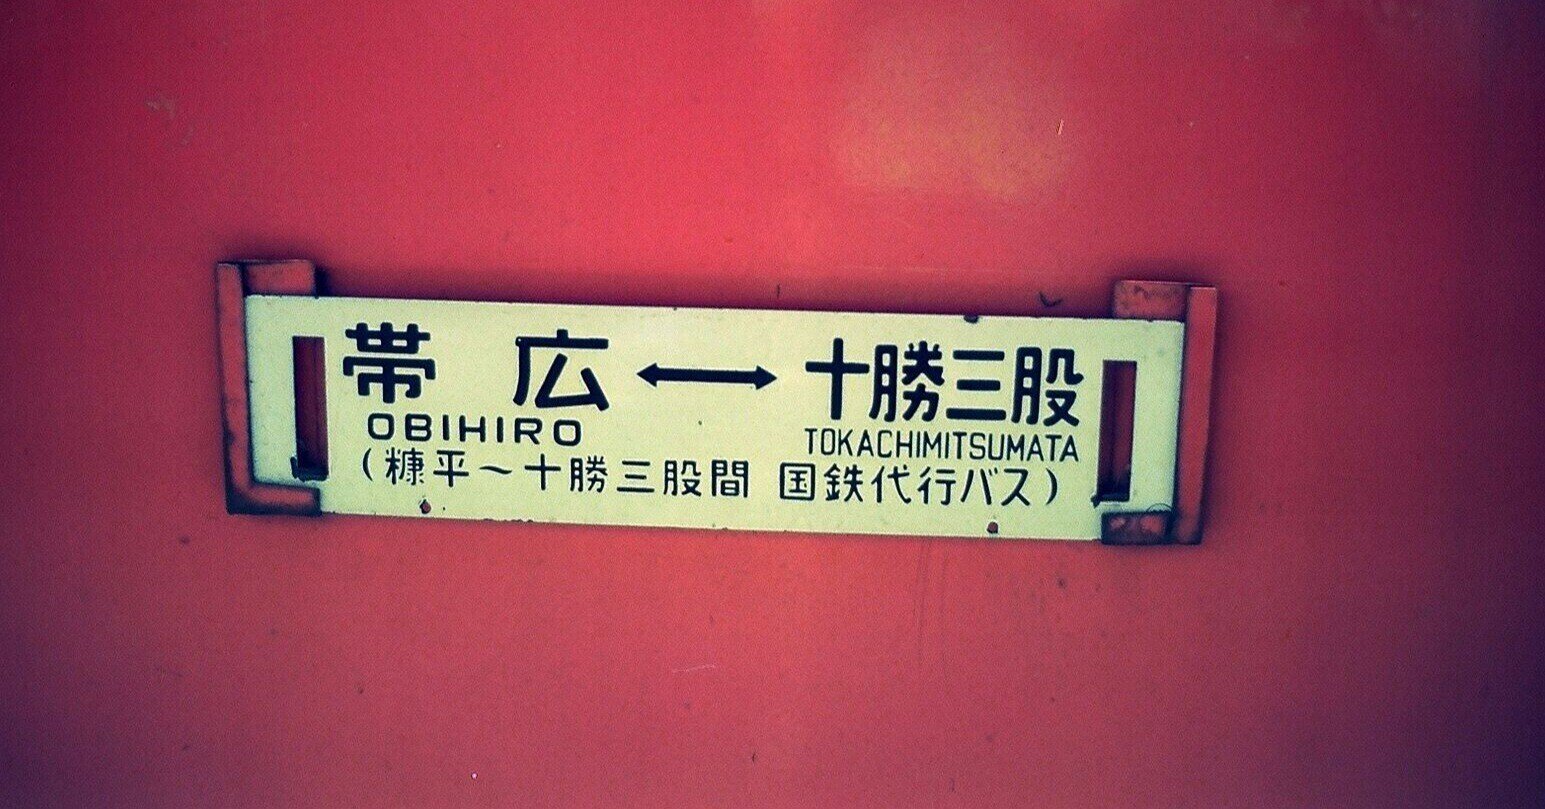 帯広 ←→ 十勝三股
OBIHIRO TOKACHIMITSUMATA
(糠平～十勝三股間 国鉄代行バス)